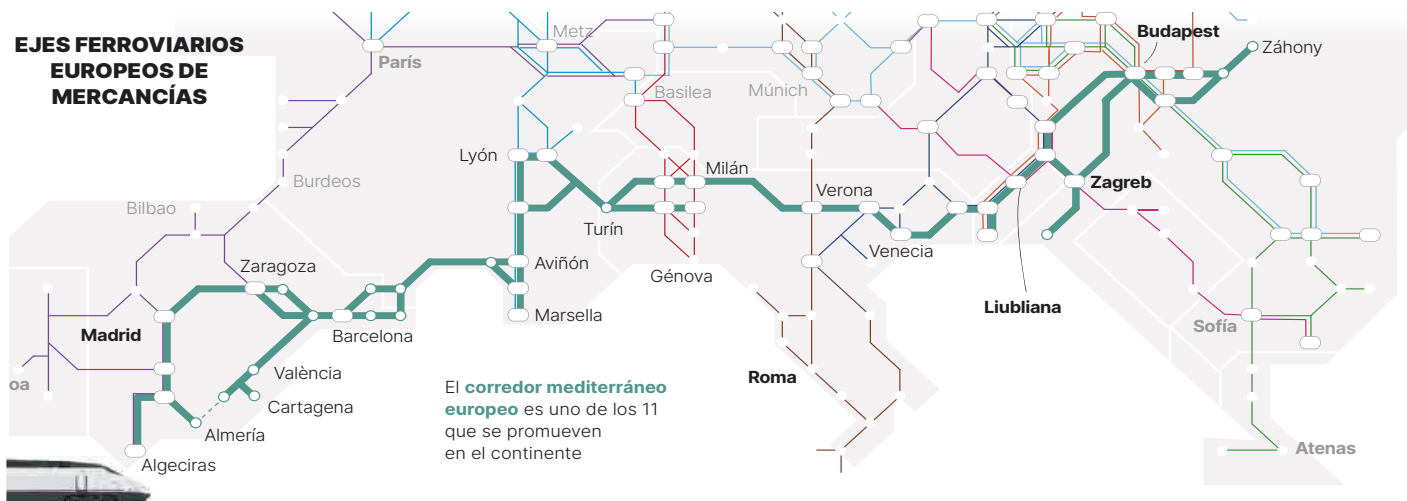 EJES FERROVIARIOS
EUROPEOS DE
MERCANCÍAS
París
Metz
Basilea
Múnich
Budapest
Záhony
Lyón
Milán
Burdeos
Bilbao
Verona
Zagreb
Turín
Venecia
Zaragoza
Aviñón
Génova
Madrid
Barcelona
Marsella
Liubliana
Sofía
oa
València
Cartagena
Almería
Algeciras
Roma
Atenas
El corredor mediterráneo
europeo es uno de los 11
que se promueven
en el continente